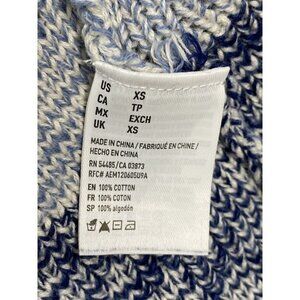 US XS
CA TP
MX EXCH
UK XS
MADE IN CHINA / FABRIQUÉ EN CHINE /
HECHO EN CHINA
RN 54485/CA 03873
RFC# AEM120605U9A
EN 100% COTTON
FR 100% COTON
SP 100% algodón